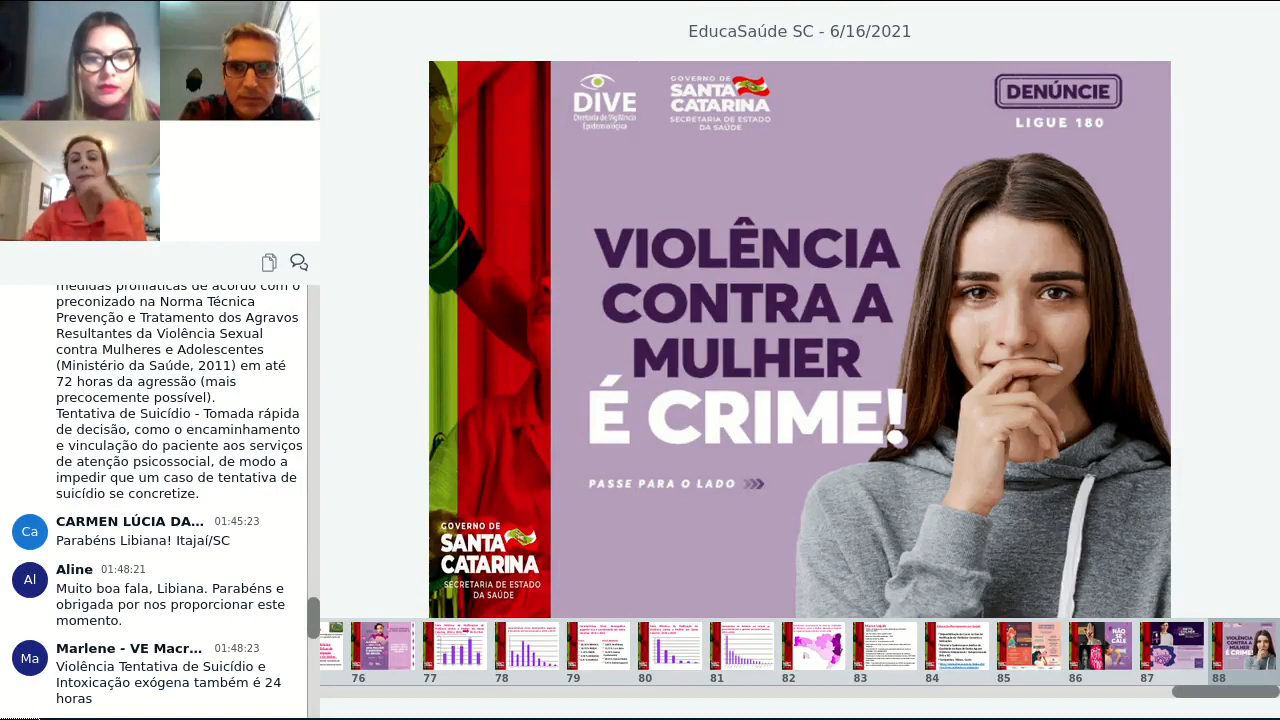 EducaSaúde SC - 6/16/2021
medidas profiláticas de acordo com o
preconizado na Norma Técnica
Prevenção e Tratamento dos Agravos
Resultantes da Violência Sexual
contra Mulheres e Adolescentes
(Ministério da Saúde, 2011) em até
72 horas da agressão (mais
precocemente possível).
Tentativa de Suicídio - Tomada rápida
de decisão, como o encaminhamento
e vinculação do paciente aos serviços
de atenção psicossocial, de modo a
impedir que um caso de tentativa de
suicídio se concretize.
Ca
CARMEN LÚCIA DA... 01:45:23
Parabéns Libiana! Itajaí/SC
Al
Aline 01:48:21
Muito boa fala, Libiana. Parabéns e
obrigada por nos proporcionar este
momento.
Ma
Marlene - VE Mac...
Violência Tentativa de Suicídio
Intoxicação exógena também é 24
horas
DIVE
Diretoria de Vigilância
Epidemiológica
GOVERNO DE
SANTA
CATARINA
SECRETARIA DE ESTADO
DA SAÚDE
DENÚNCIE
LIGUE 180
VIOLÊNCIA
CONTRA A
MULHER
É CRIME!
PASSE PARA O LADO
GOVERNO DE
SANTA
CATARINA
SECRETARIA DE ESTADO
DA SAÚDE
76 77 78 79 80 81 82 83 84 85 86 87 88